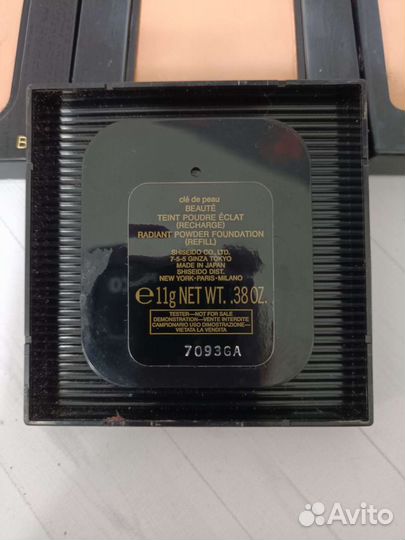 B
clé de peau
BEAUTÉ
TEINT POUDRE ÉCLAT
(RECHARGE)
RADIANT POWDER FOUNDATION
(REFILL)
SHISEIDO CO., LTD.
7-5-5 GINZA TOKYO
MADE IN JAPAN
SHISEIDO DIST.
NEW YORK-PARIS-MILANO
℮11g NET WT. .38 OZ.
TESTER—NOT FOR SALE
DEMONSTRATION—VENTE INTERDITE
CAMPIONARIO USO DIMOSTRAZIONE—
VIETATA LA VENDITA
7093GA
Avito